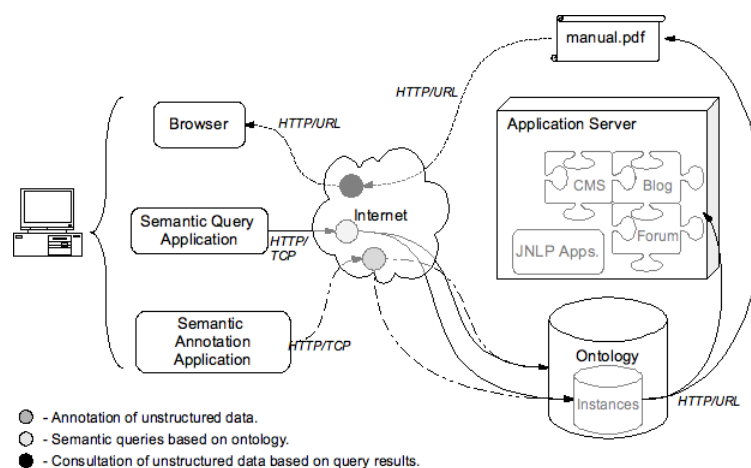 manual.pdf
HTTP/URL
Browser
HTTP/URL
Application Server
CMS
Blog
Forum
JNLP Apps.
Internet
Semantic Query
Application
HTTP/
TCP
Semantic
Annotation
Application
HTTP/TCP
Ontology
Instances
HTTP/URL
- Annotation of unstructured data.
- Semantic queries based on ontology.
- Consultation of unstructured data based on query results.